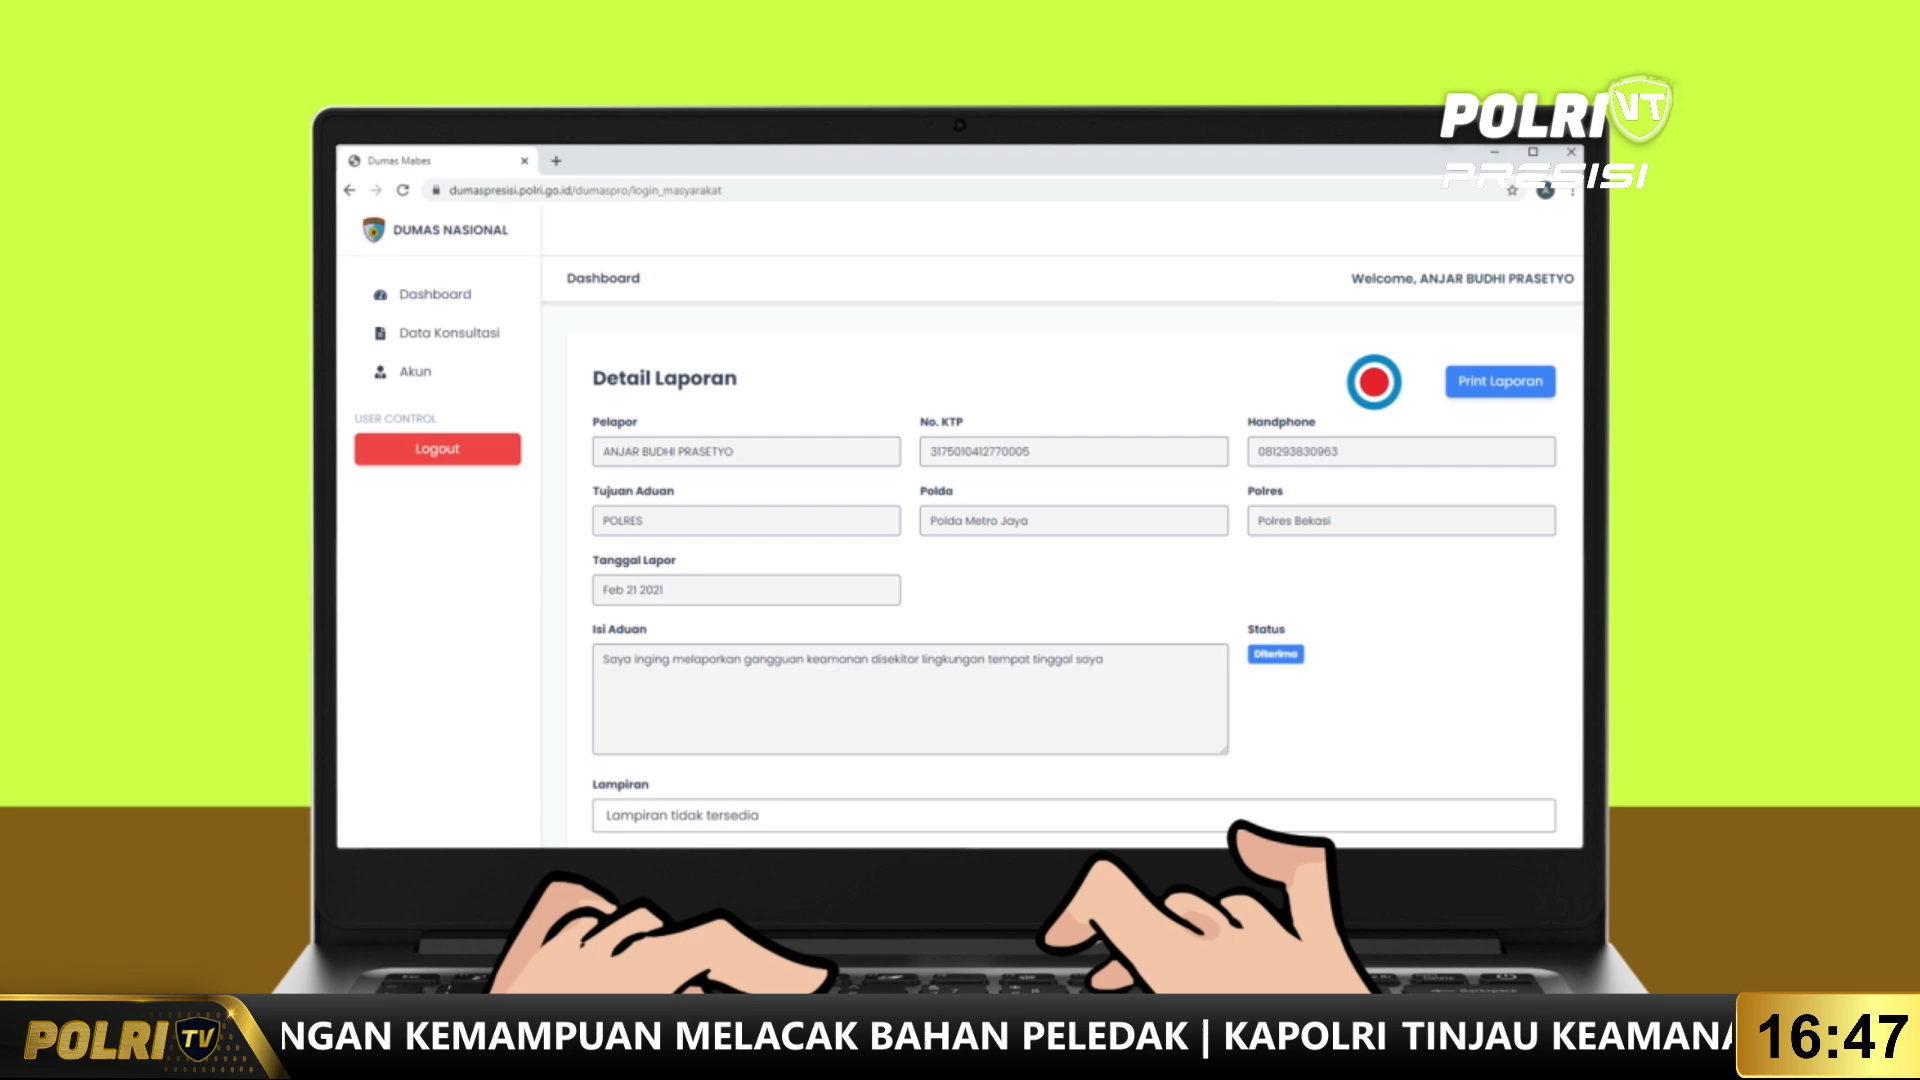 POLRI TV
PRESISI
Dumas Mabes
dumaspresisi.polri.go.id/dumaspro/login_masyarakat
DUMAS NASIONAL
Dashboard
Data Konsultasi
Akun
USER CONTROL
Logout
Dashboard
Welcome, ANJAR BUDHI PRASETYO
Detail Laporan
Print Laporan
Pelapor
No. KTP
Handphone
ANJAR BUDHI PRASETYO
3175010412770005
081293830963
Tujuan Aduan
Polda
Polres
POLRES
Polda Metro Jaya
Polres Bekasi
Tanggal Lapor
Feb 21 2021
Isi Aduan
Status
Saya inging melaporkan gangguan keamanan disekitar lingkungan tempat tinggal saya
Diterima
Lampiran
Lampiran tidak tersedia
POLRI TV
NGAN KEMAMPUAN MELACAK BAHAN PELEDAK | KAPOLRI TINJAU KEAMANA
16:47